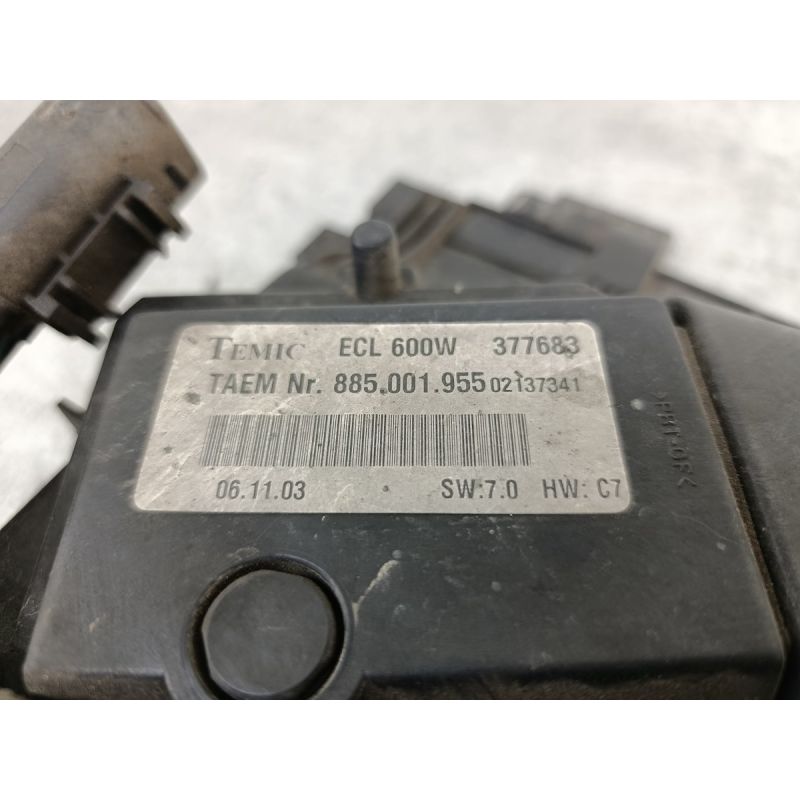 TEMIC ECL 600W 377683
TAEM Nr. 885.001.955 02137341
06.11.03 SW:7.0 HW: C7